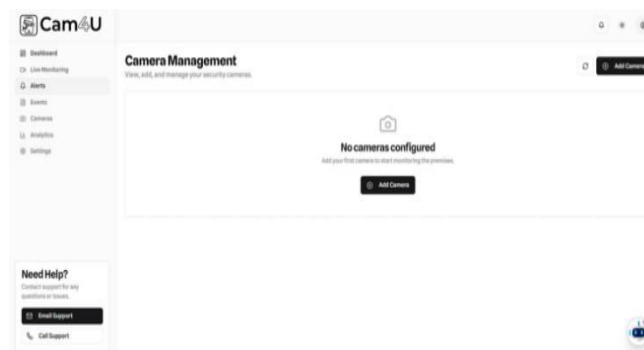 Cam4U
Dashboard
Live Monitoring
Alerts
Events
Cameras
Analytics
Settings
Camera Management
View, add, and manage your security cameras.
Add Camera
No cameras configured
Add your first camera to start monitoring the premises.
Add Camera
Need Help?
Contact support for any
questions or issues.
Email Support
Call Support